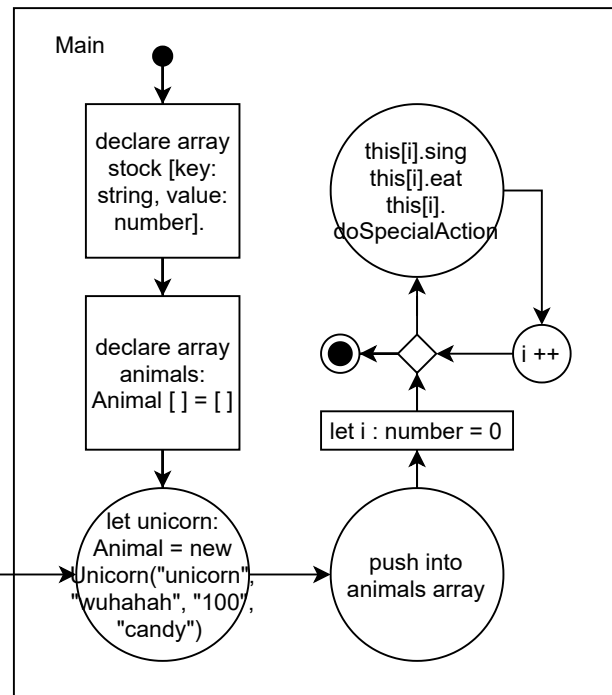 Main
declare array
stock [key:
string, value:
number].
declare array
animals:
Animal [ ] = [ ]
let unicorn:
Animal = new
Unicorn("unicorn",
"wuhahah", "100",
"candy")
push into
animals array
let i : number = 0
this[i].sing
this[i].eat
this[i].
doSpecialAction
i ++